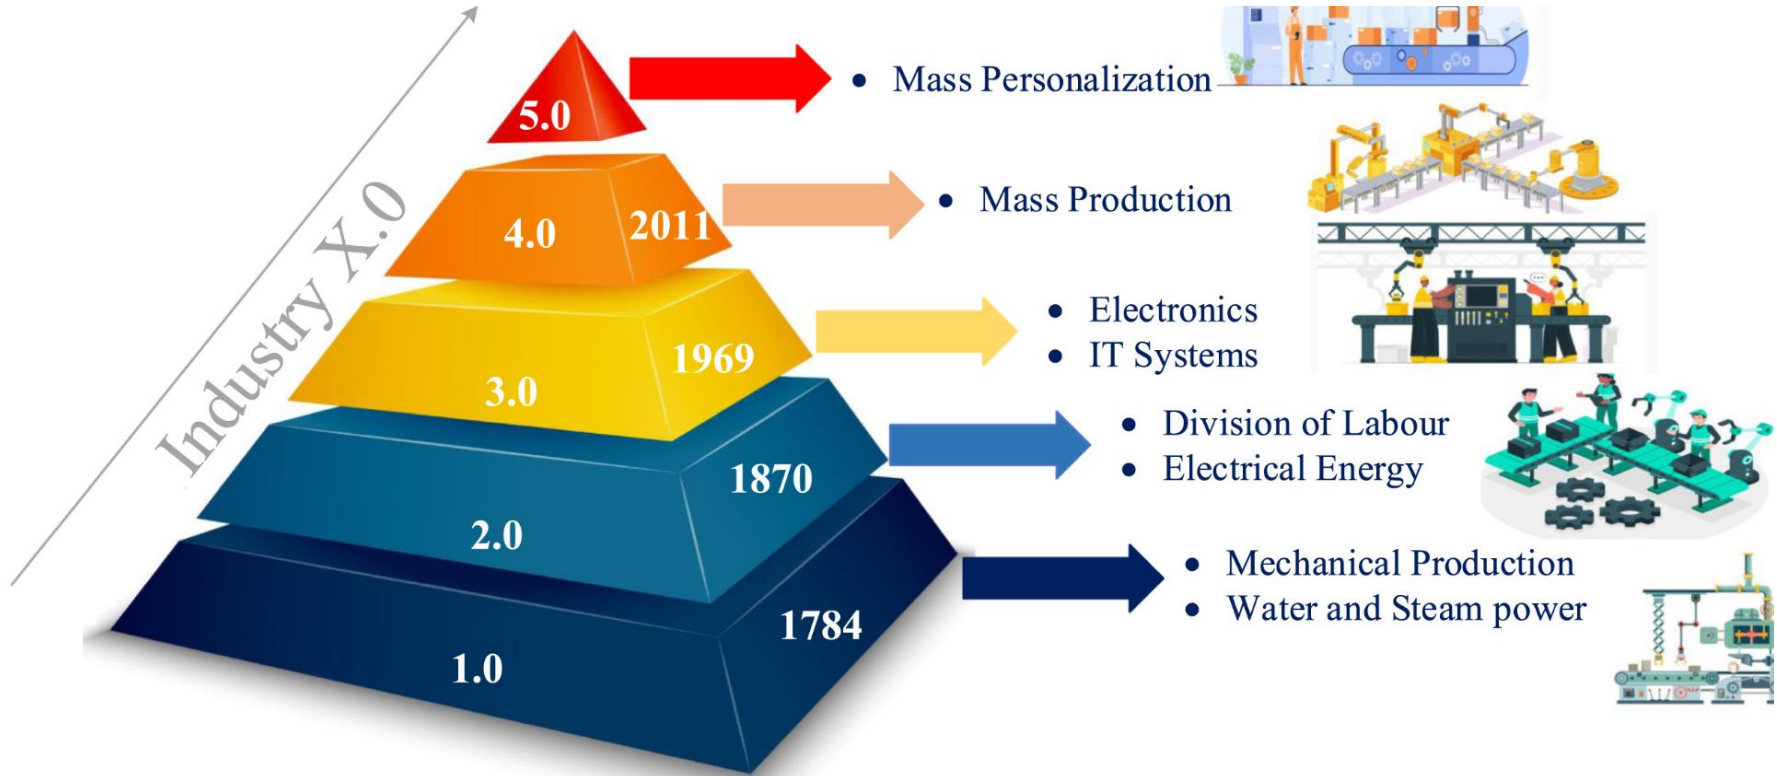 Industry X.0
5.0
• Mass Personalization
4.0
2011
• Mass Production
3.0
1969
• Electronics
• IT Systems
2.0
1870
• Division of Labour
• Electrical Energy
1.0
1784
• Mechanical Production
• Water and Steam power